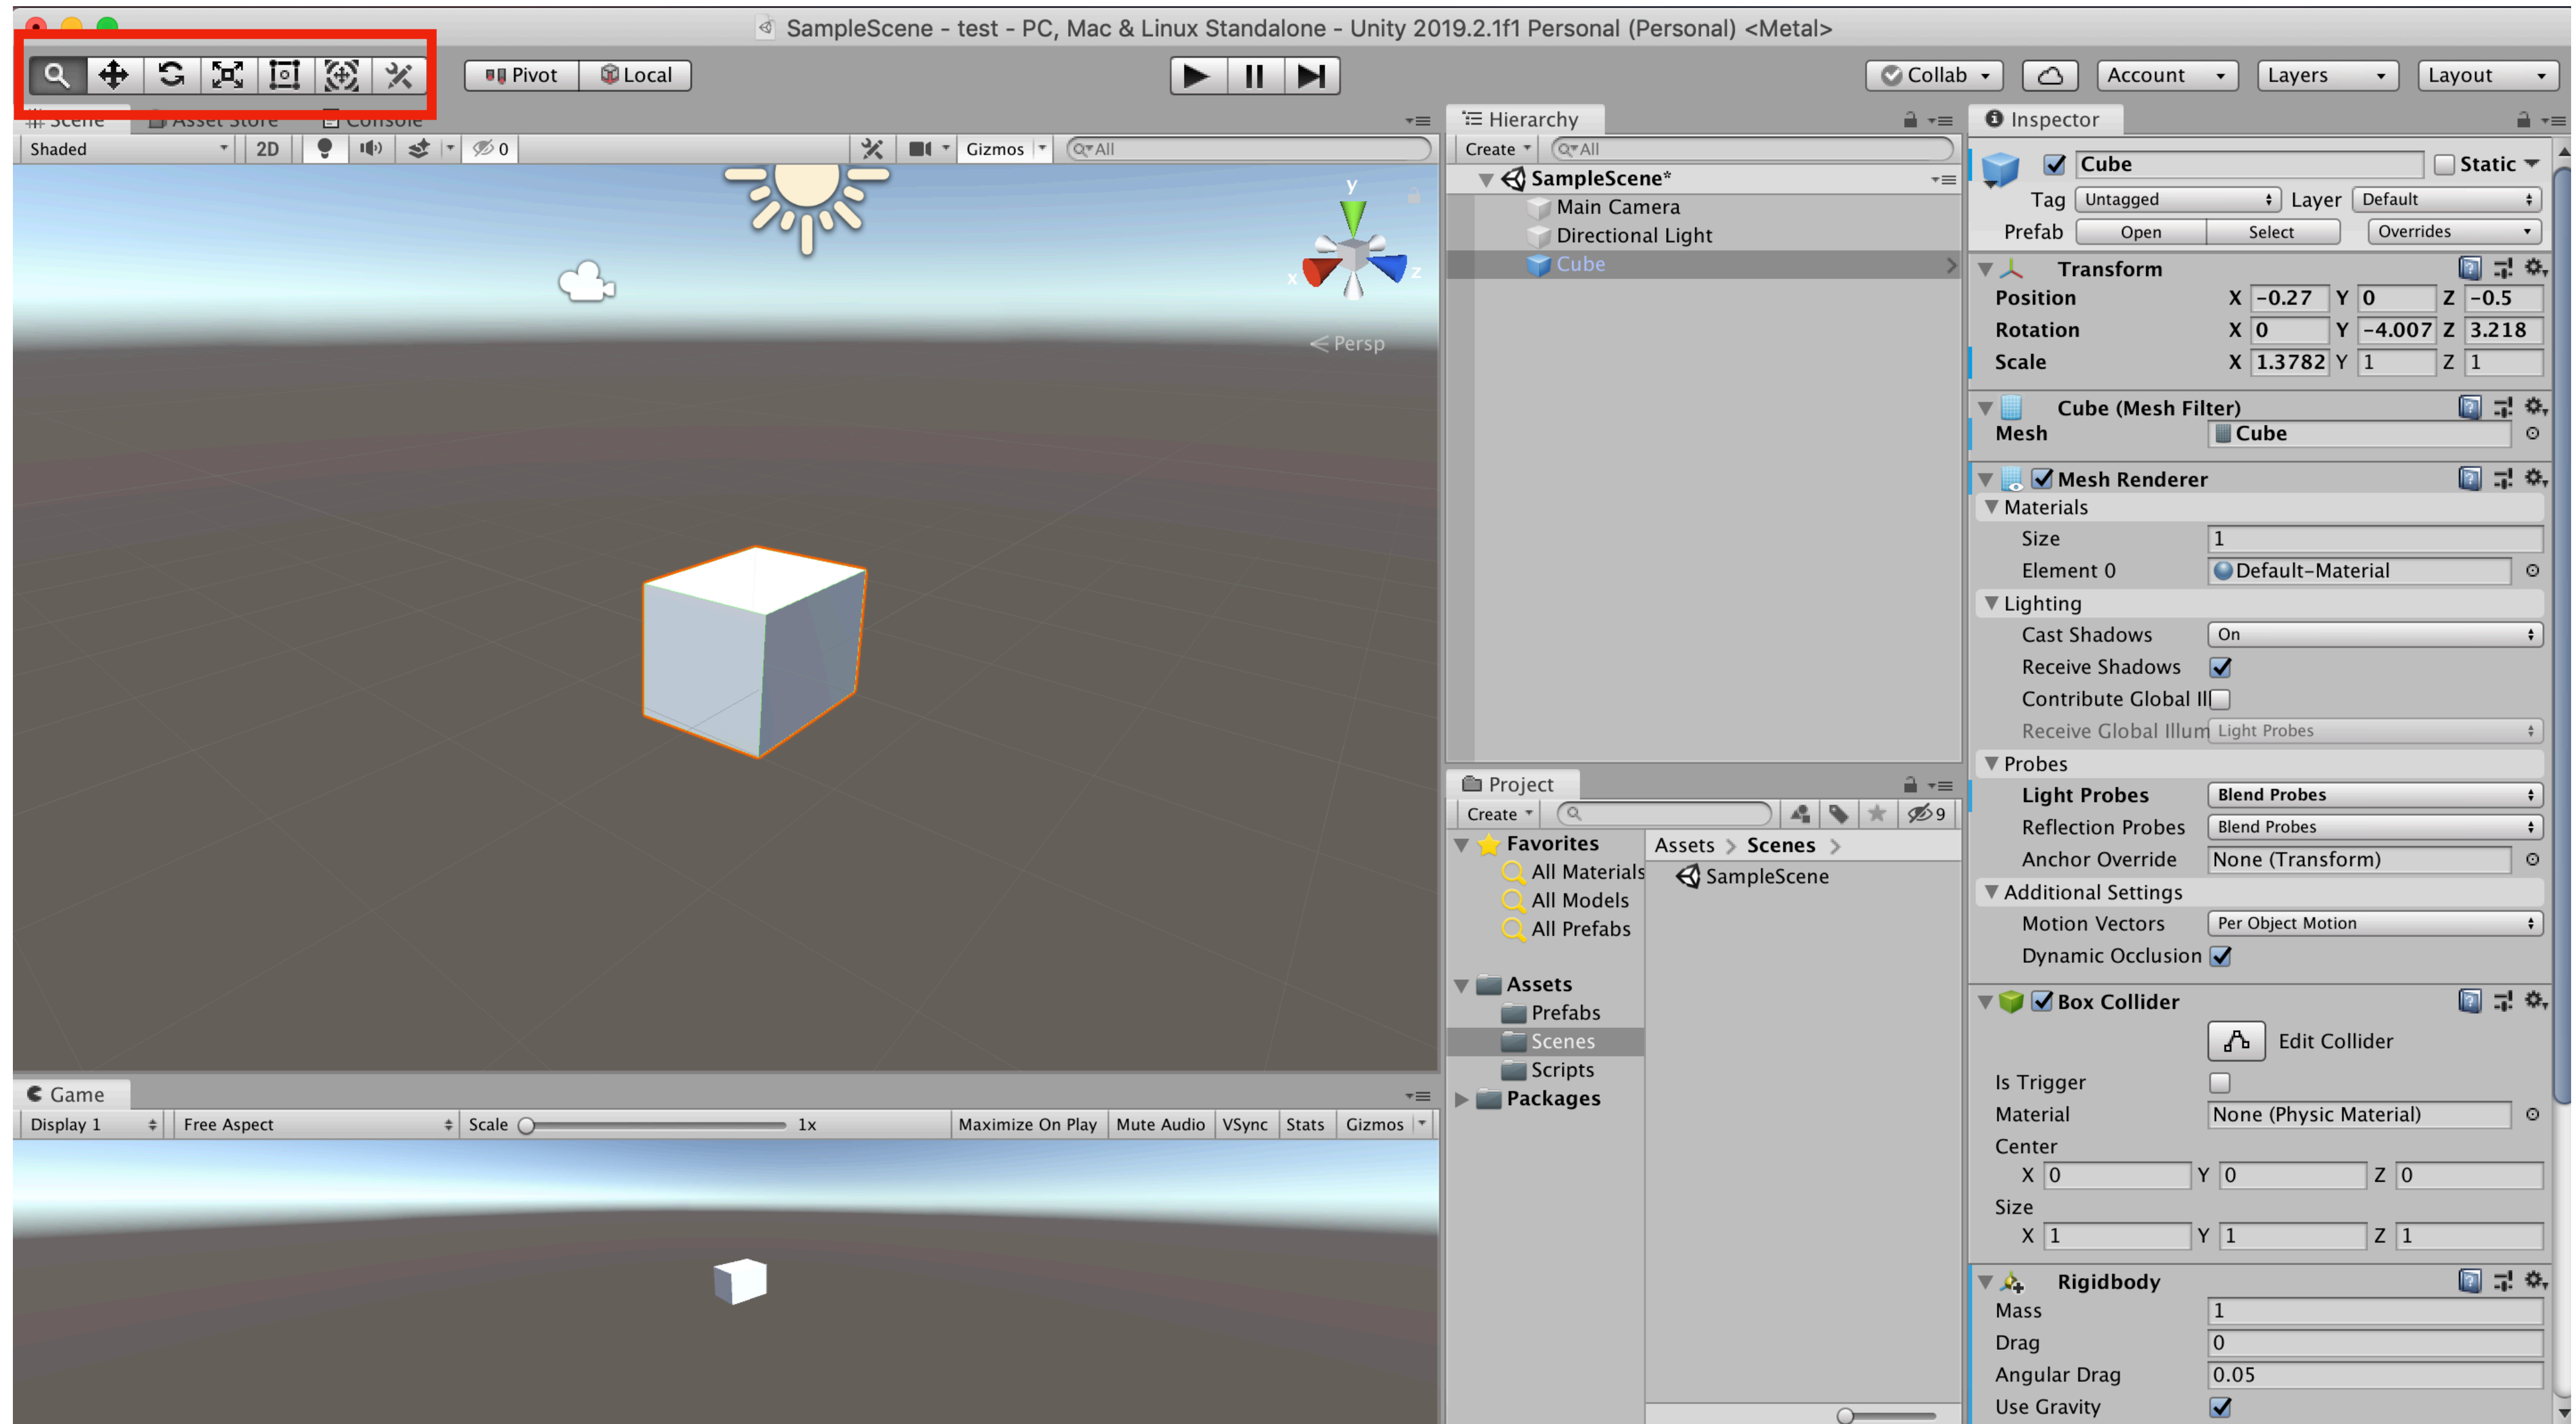 SampleScene - test - PC, Mac & Linux Standalone - Unity 2019.2.1f1 Personal (Personal) <Metal>
Pivot Local Collab Account Layers Layout
Scene Asset Store Console
Shaded 2D 0 Gizmos All
y
x z
Persp
Hierarchy
Create All
SampleScene*
Main Camera
Directional Light
Cube
Project
Create 9
Favorites
All Materials
All Models
All Prefabs
Assets
Prefabs
Scenes
Scripts
Packages
Assets > Scenes >
SampleScene
Game
Display 1 Free Aspect Scale 1x Maximize On Play Mute Audio VSync Stats Gizmos
Inspector
Cube Static
Tag Untagged Layer Default
Prefab Open Select Overrides
Transform
Position X -0.27 Y 0 Z -0.5
Rotation X 0 Y -4.007 Z 3.218
Scale X 1.3782 Y 1 Z 1
Cube (Mesh Filter)
Mesh Cube
Mesh Renderer
Materials
Size 1
Element 0 Default-Material
Lighting
Cast Shadows On
Receive Shadows
Contribute Global Ill
Receive Global Illum Light Probes
Probes
Light Probes Blend Probes
Reflection Probes Blend Probes
Anchor Override None (Transform)
Additional Settings
Motion Vectors Per Object Motion
Dynamic Occlusion
Box Collider
Edit Collider
Is Trigger
Material None (Physic Material)
Center
X 0 Y 0 Z 0
Size
X 1 Y 1 Z 1
Rigidbody
Mass 1
Drag 0
Angular Drag 0.05
Use Gravity